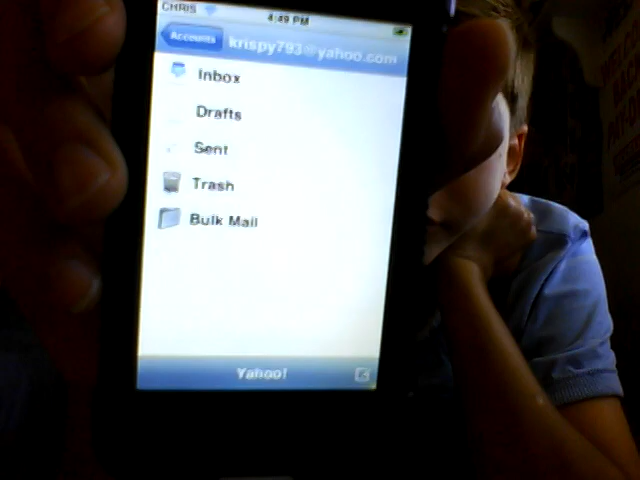 CHRIS 4:49 PM
Accounts krispy793@yahoo.com
Inbox
Drafts
Sent
Trash
Bulk Mail
Yahoo!